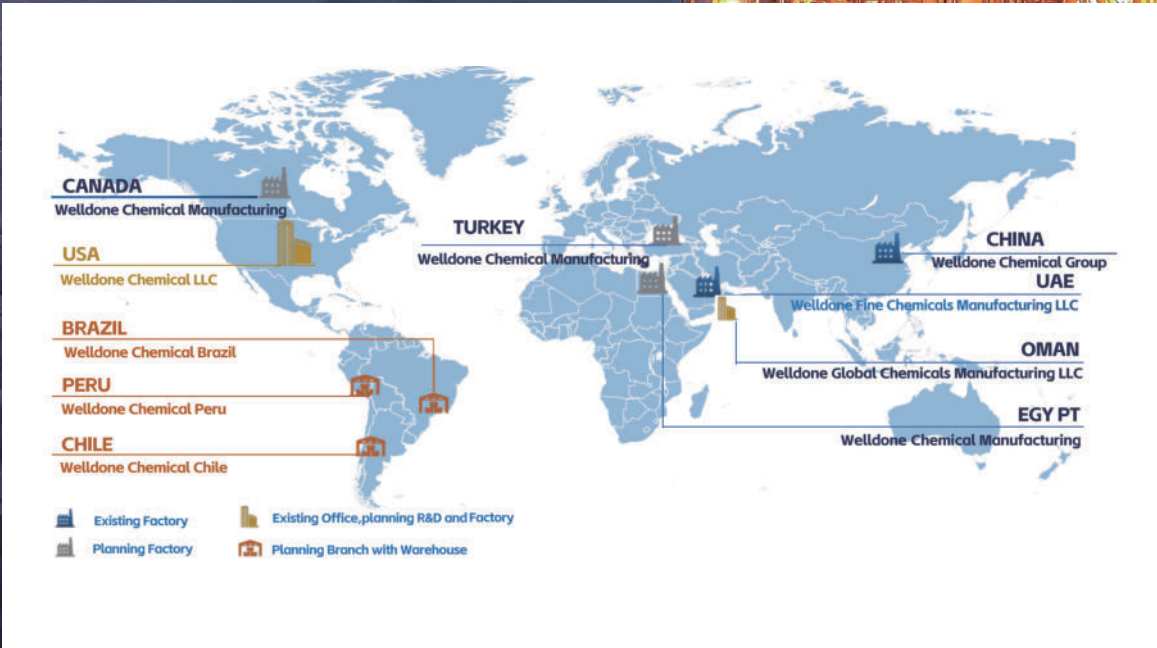 CANADA
Welldone Chemical Manufacturing
USA
Welldone Chemical LLC
BRAZIL
Welldone Chemical Brazil
PERU
Welldone Chemical Peru
CHILE
Welldone Chemical Chile
TURKEY
Welldone Chemical Manufacturing
CHINA
Welldone Chemical Group
UAE
Welldone Fine Chemicals Manufacturing LLC
OMAN
Welldone Global Chemicals Manufacturing LLC
EGY PT
Welldone Chemical Manufacturing
Existing Factory
Existing Office,planning R&D and Factory
Planning Factory
Planning Branch with Warehouse